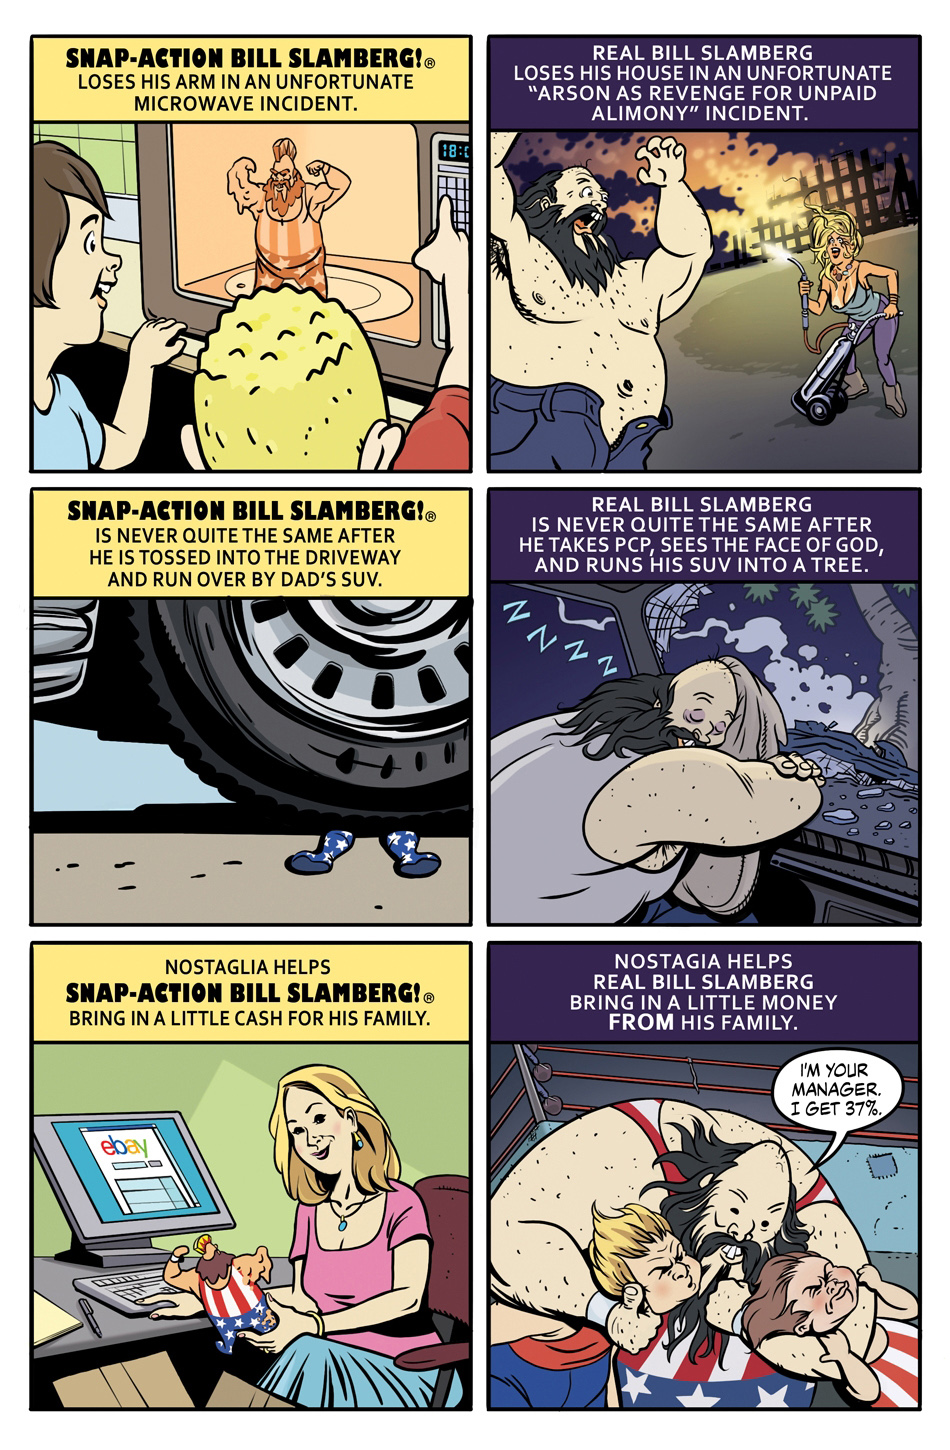 SNAP-ACTION BILL SLAMBERG!®
LOSES HIS ARM IN AN UNFORTUNATE
MICROWAVE INCIDENT.
18:0
REAL BILL SLAMBERG
LOSES HIS HOUSE IN AN UNFORTUNATE
“ARSON AS REVENGE FOR UNPAID
ALIMONY” INCIDENT.
SNAP-ACTION BILL SLAMBERG!®
IS NEVER QUITE THE SAME AFTER
HE IS TOSSED INTO THE DRIVEWAY
AND RUN OVER BY DAD’S SUV.
REAL BILL SLAMBERG
IS NEVER QUITE THE SAME AFTER
HE TAKES PCP, SEES THE FACE OF GOD,
AND RUNS HIS SUV INTO A TREE.
Z Z Z Z
NOSTAGLIA HELPS
SNAP-ACTION BILL SLAMBERG!®
BRING IN A LITTLE CASH FOR HIS FAMILY.
ebay
NOSTAGIA HELPS
REAL BILL SLAMBERG
BRING IN A LITTLE MONEY
FROM HIS FAMILY.
I'M YOUR
MANAGER.
I GET 37%.